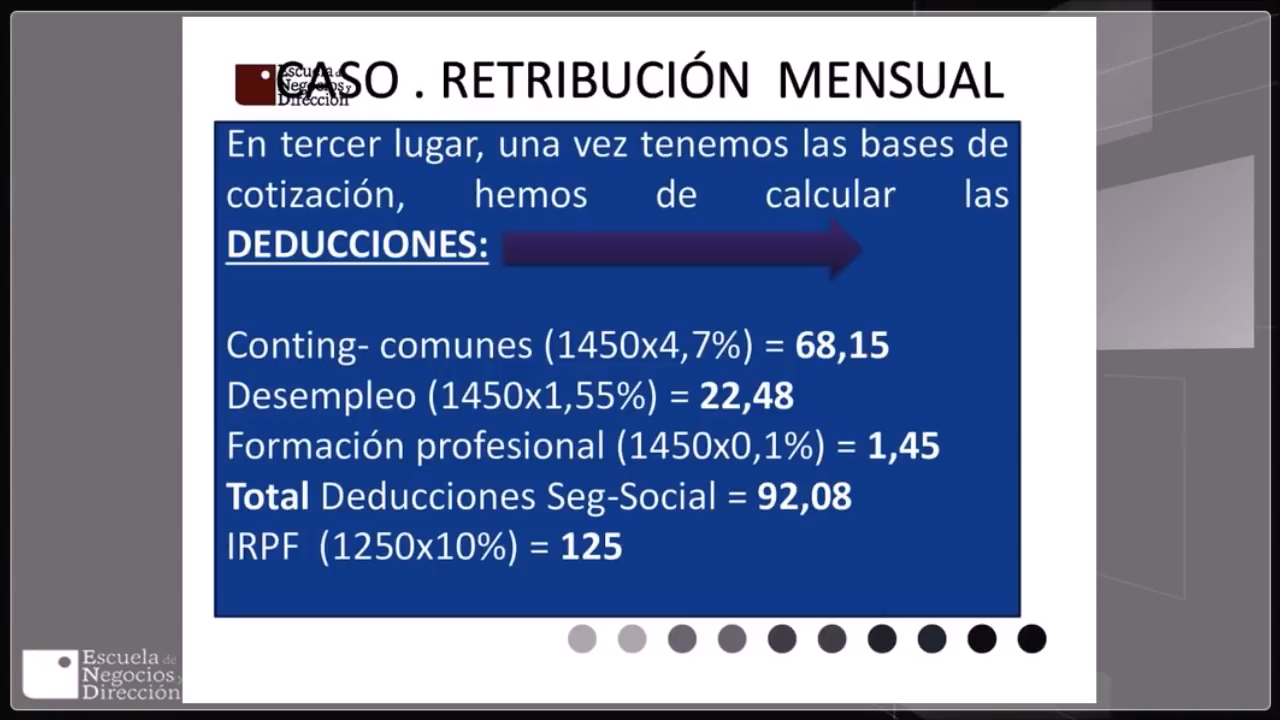 CASO . RETRIBUCIÓN MENSUAL
Escuela de
Negocios y
Dirección
En tercer lugar, una vez tenemos las bases de
cotización, hemos de calcular las
DEDUCCIONES:
Conting- comunes (1450x4,7%) = 68,15
Desempleo (1450x1,55%) = 22,48
Formación profesional (1450x0,1%) = 1,45
Total Deducciones Seg-Social = 92,08
IRPF (1250x10%) = 125
Escuela de
Negocios y
Dirección